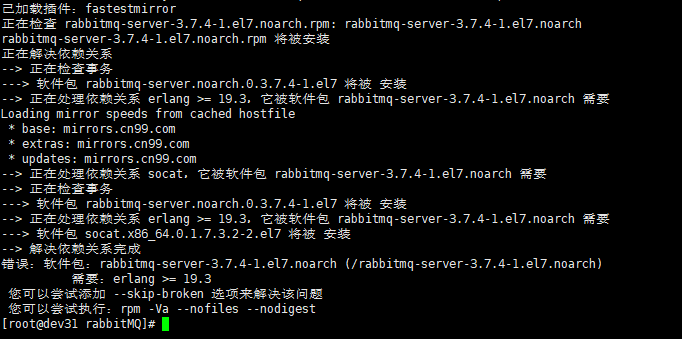 已加载插件：fastestmirror
正在检查 rabbitmq-server-3.7.4-1.el7.noarch.rpm: rabbitmq-server-3.7.4-1.el7.noarch
rabbitmq-server-3.7.4-1.el7.noarch.rpm 将被安装
正在解决依赖关系
--> 正在检查事务
---> 软件包 rabbitmq-server.noarch.0.3.7.4-1.el7 将被 安装
--> 正在处理依赖关系 erlang >= 19.3，它被软件包 rabbitmq-server-3.7.4-1.el7.noarch 需要
Loading mirror speeds from cached hostfile
 * base: mirrors.cn99.com
 * extras: mirrors.cn99.com
 * updates: mirrors.cn99.com
--> 正在处理依赖关系 socat，它被软件包 rabbitmq-server-3.7.4-1.el7.noarch 需要
--> 正在检查事务
---> 软件包 rabbitmq-server.noarch.0.3.7.4-1.el7 将被 安装
--> 正在处理依赖关系 erlang >= 19.3，它被软件包 rabbitmq-server-3.7.4-1.el7.noarch 需要
---> 软件包 socat.x86_64.0.1.7.3.2-2.el7 将被 安装
--> 解决依赖关系完成
错误：软件包：rabbitmq-server-3.7.4-1.el7.noarch (/rabbitmq-server-3.7.4-1.el7.noarch)
需要：erlang >= 19.3
 您可以尝试添加 --skip-broken 选项来解决该问题
 您可以尝试执行：rpm -Va --nofiles --nodigest
[root@dev31 rabbitMQ]#